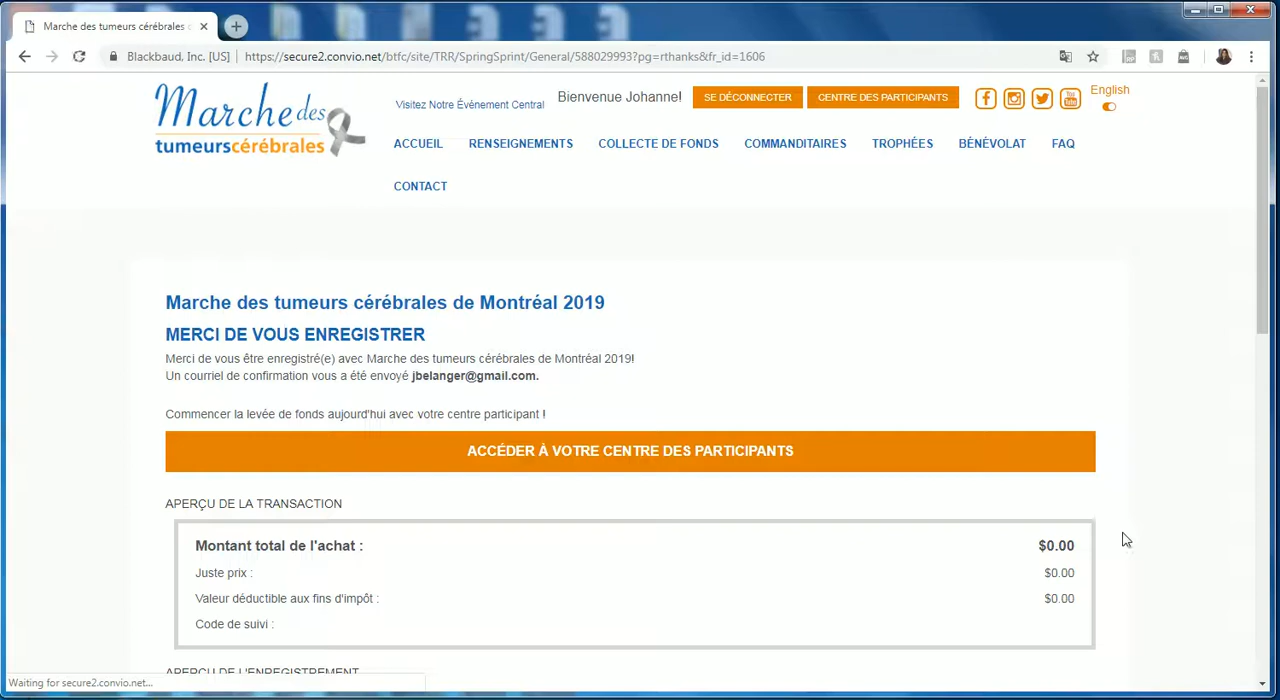 Marche des tumeurs cérébrales
Blackbaud, Inc. [US]
https://secure2.convio.net/btfc/site/TRR/SpringSprint/General/588029993?pg=rthanks&fr_id=1606
Marche des
tumeurscérébrales
Visitez Notre Évènement Central
Bienvenue Johanne!
SE DÉCONNECTER
CENTRE DES PARTICIPANTS
You Tube
English
ACCUEIL RENSEIGNEMENTS COLLECTE DE FONDS COMMANDITAIRES TROPHÉES BÉNÉVOLAT FAQ
CONTACT
Marche des tumeurs cérébrales de Montréal 2019
MERCI DE VOUS ENREGISTRER
Merci de vous être enregistré(e) avec Marche des tumeurs cérébrales de Montréal 2019!
Un courriel de confirmation vous a été envoyé jbelanger@gmail.com.
Commencer la levée de fonds aujourd'hui avec votre centre participant !
ACCÉDER À VOTRE CENTRE DES PARTICIPANTS
APERÇU DE LA TRANSACTION
Montant total de l'achat : $0.00
Juste prix : $0.00
Valeur déductible aux fins d'impôt : $0.00
Code de suivi :
APERÇU DE L'ENREGISTREMENT
Waiting for secure2.convio.net...